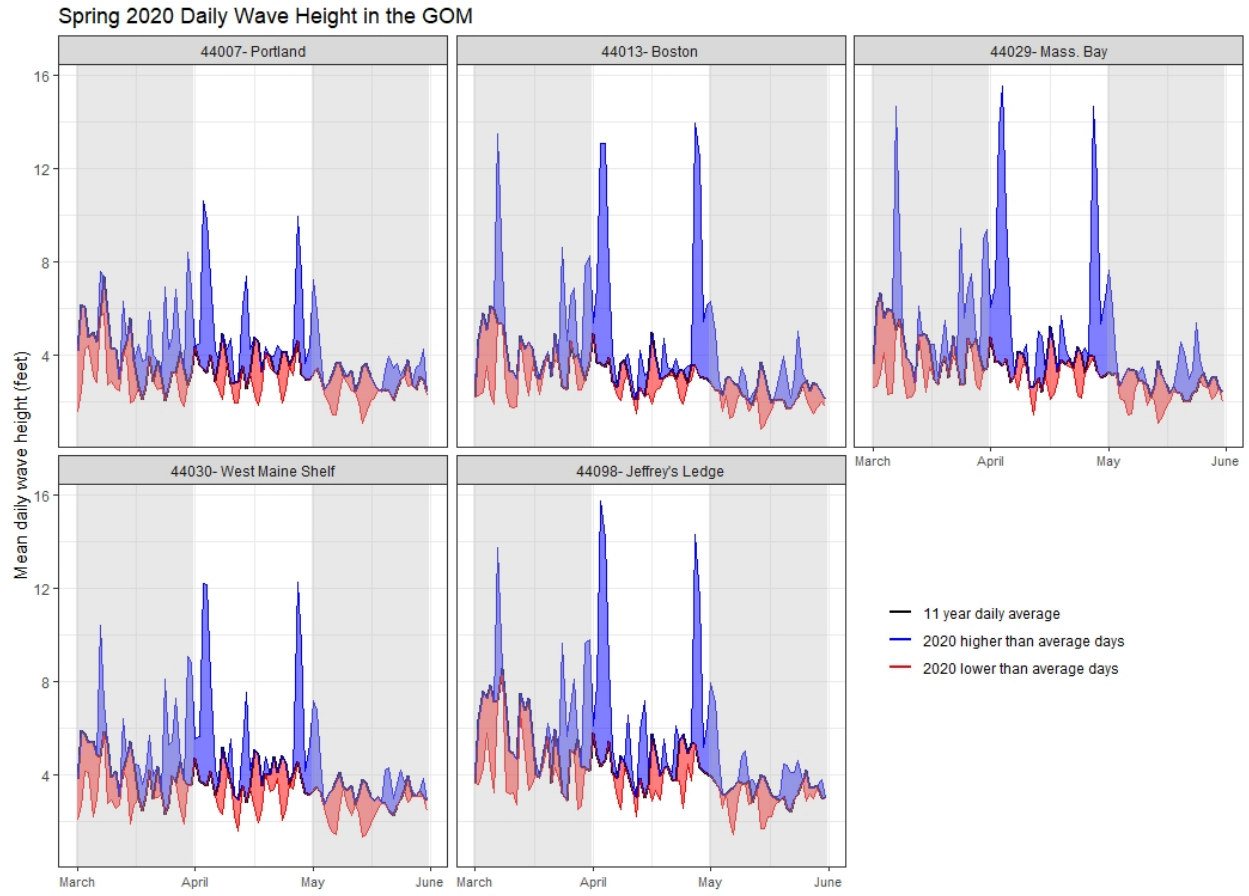 Spring 2020 Daily Wave Height in the GOM
44007- Portland
44013- Boston
44029- Mass. Bay
16
12
8
4
March
April
May
June
44030- West Maine Shelf
44098- Jeffrey's Ledge
Mean daily wave height (feet)
16
12
8
4
11 year daily average
2020 higher than average days
2020 lower than average days
March
April
May
June
March
April
May
June